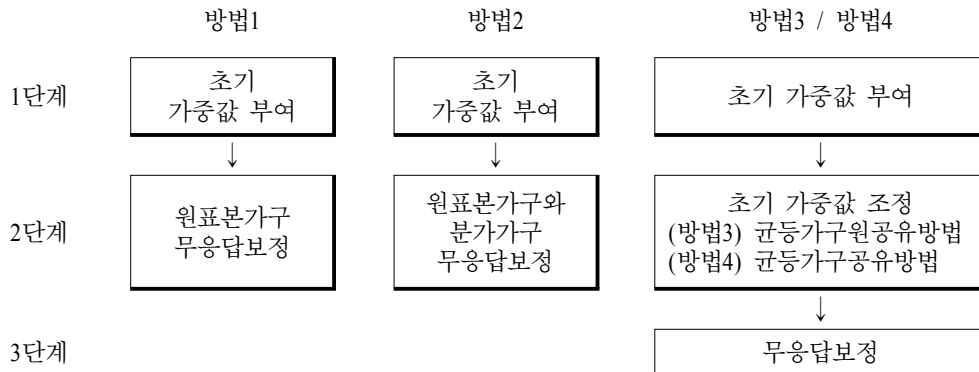 방법1 방법2 방법3 / 방법4
1단계
초기
가중값 부여
초기
가중값 부여
초기 가중값 부여
2단계
원표본가구
무응답보정
원표본가구와
분가가구
무응답보정
초기 가중값 조정
(방법3) 균등가구원공유방법
(방법4) 균등가구공유방법
3단계
무응답보정